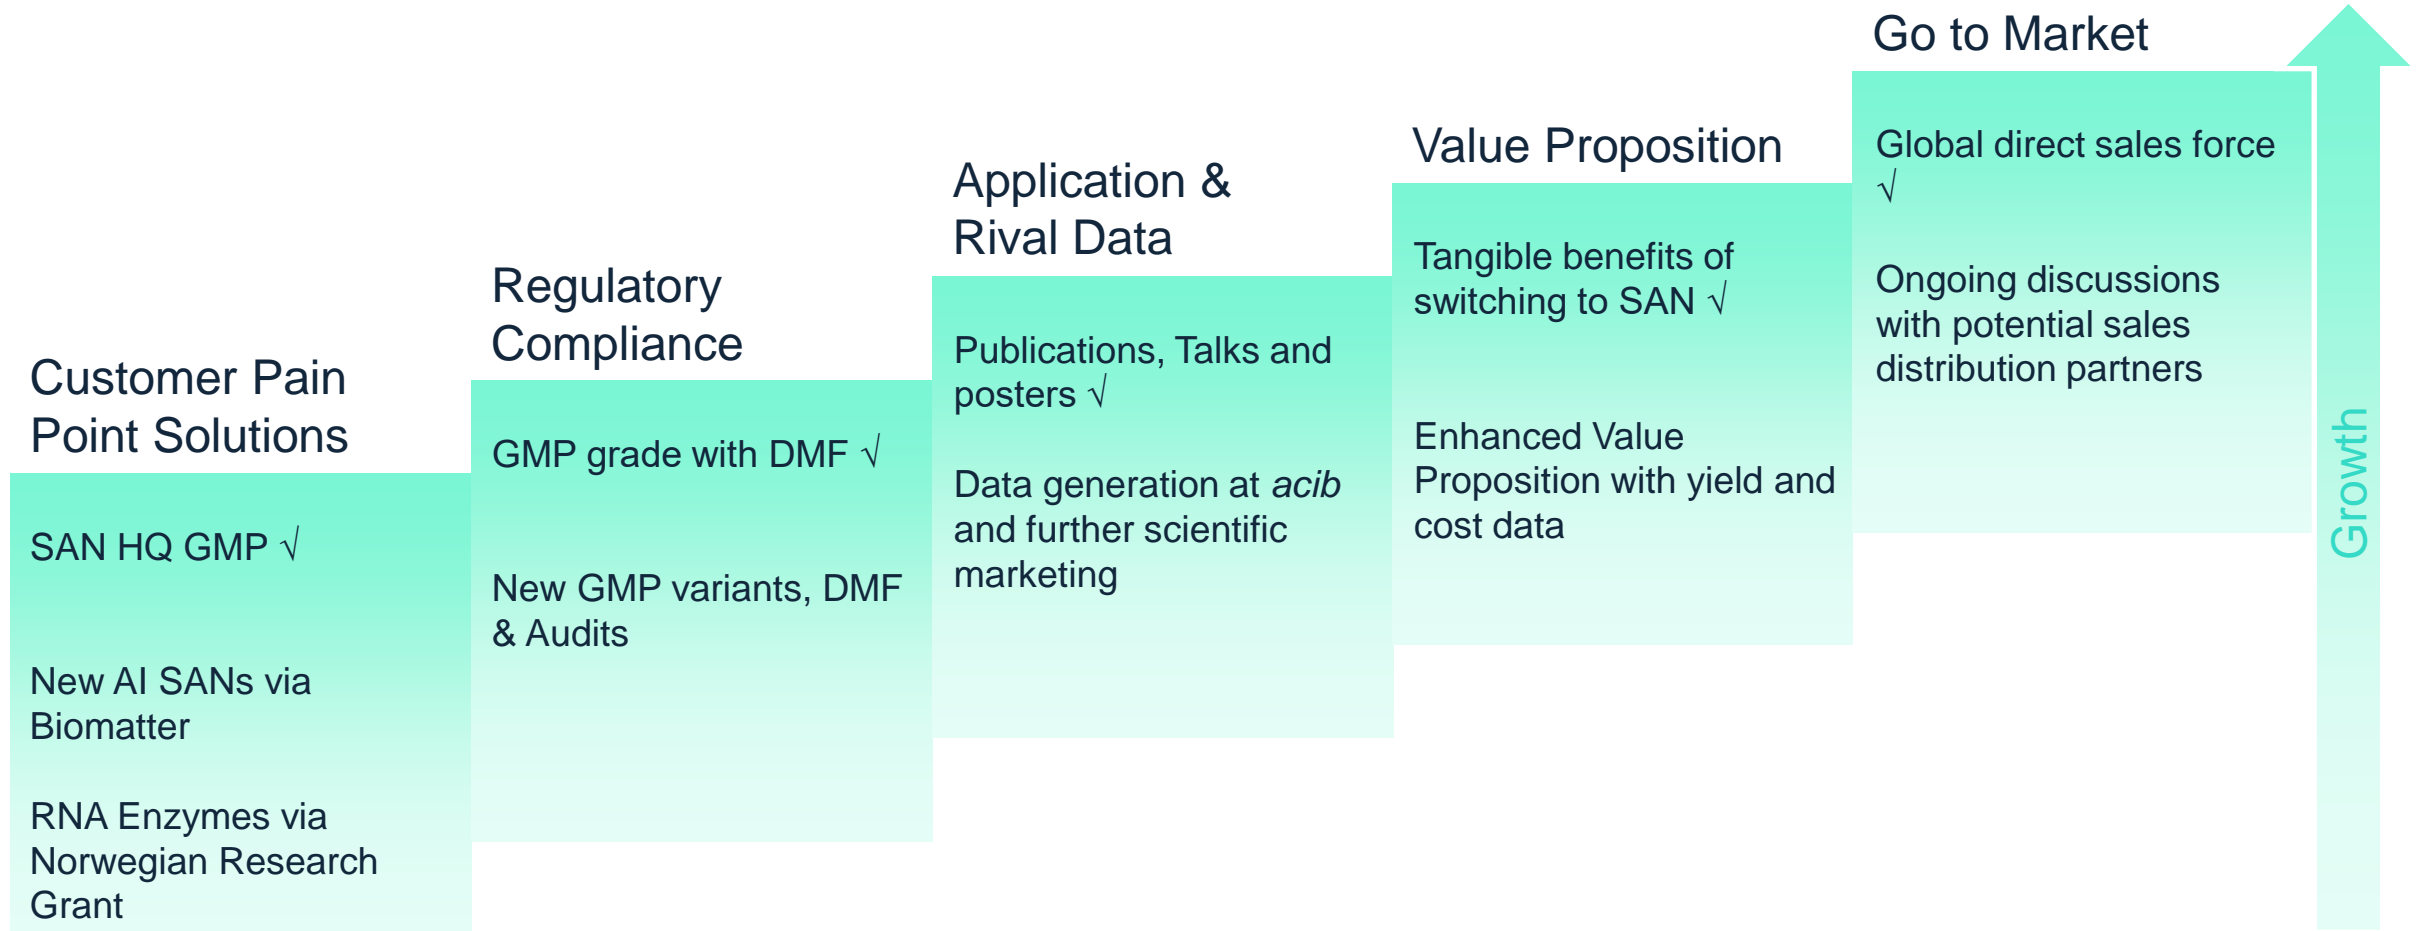 Customer Pain
Point Solutions
SAN HQ GMP √
New AI SANs via
Biomatter
RNA Enzymes via
Norwegian Research
Grant
Regulatory
Compliance
GMP grade with DMF √
New GMP variants, DMF
& Audits
Application &
Rival Data
Publications, Talks and
posters √
Data generation at acib
and further scientific
marketing
Value Proposition
Tangible benefits of
switching to SAN √
Enhanced Value
Proposition with yield and
cost data
Go to Market
Global direct sales force
√
Ongoing discussions
with potential sales
distribution partners
Growth